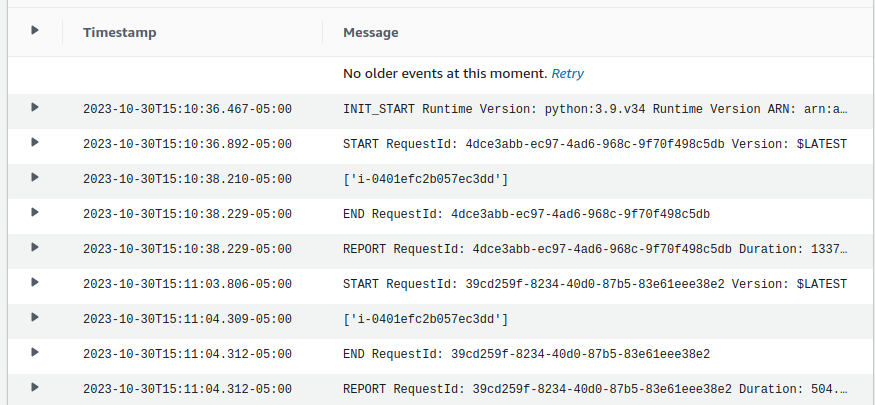 Timestamp Message
No older events at this moment. Retry
2023-10-30T15:10:36.467-05:00 INIT_START Runtime Version: python:3.9.v34 Runtime Version ARN: arn:a…
2023-10-30T15:10:36.892-05:00 START RequestId: 4dce3abb-ec97-4ad6-968c-9f70f498c5db Version: $LATEST
2023-10-30T15:10:38.210-05:00 ['i-0401efc2b057ec3dd']
2023-10-30T15:10:38.229-05:00 END RequestId: 4dce3abb-ec97-4ad6-968c-9f70f498c5db
2023-10-30T15:10:38.229-05:00 REPORT RequestId: 4dce3abb-ec97-4ad6-968c-9f70f498c5db Duration: 1337…
2023-10-30T15:11:03.806-05:00 START RequestId: 39cd259f-8234-40d0-87b5-83e61eee38e2 Version: $LATEST
2023-10-30T15:11:04.309-05:00 ['i-0401efc2b057ec3dd']
2023-10-30T15:11:04.312-05:00 END RequestId: 39cd259f-8234-40d0-87b5-83e61eee38e2
2023-10-30T15:11:04.312-05:00 REPORT RequestId: 39cd259f-8234-40d0-87b5-83e61eee38e2 Duration: 504.…